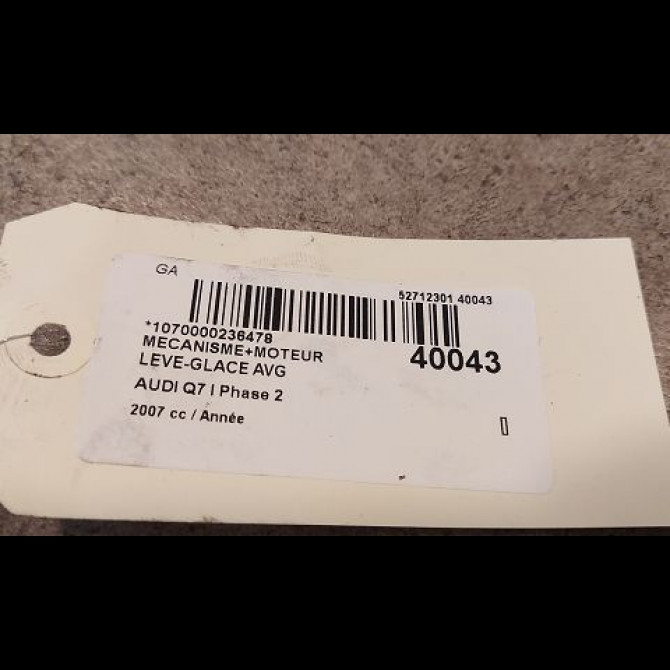 GA
52712301 40043
*1070000236478
40043
MECANISME+MOTEUR
LEVE-GLACE AVG
AUDI Q7 I Phase 2
2007 cc / Année